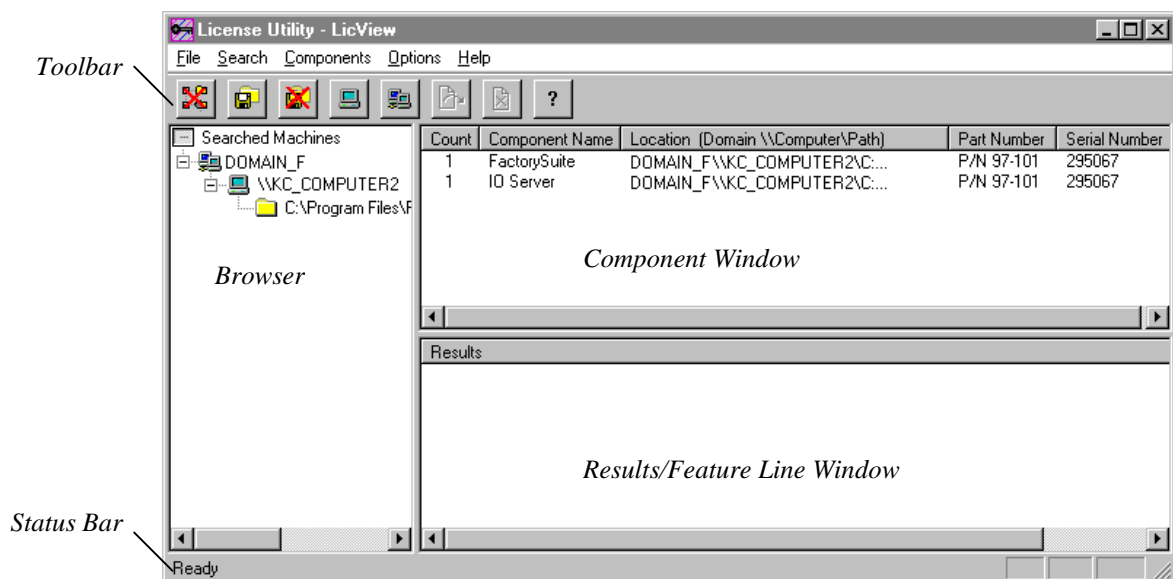 License Utility - LicView
File Search Components Options Help
Toolbar
?
Searched Machines
DOMAIN_F
\\KC_COMPUTER2
C:\Program Files\F
Browser
Count Component Name Location (Domain \\Computer\Path) Part Number Serial Number
1 FactorySuite DOMAIN_F\\KC_COMPUTER2\C:... P/N 97-101 295067
1 IO Server DOMAIN_F\\KC_COMPUTER2\C:... P/N 97-101 295067
Component Window
Results
Results/Feature Line Window
Status Bar
Ready